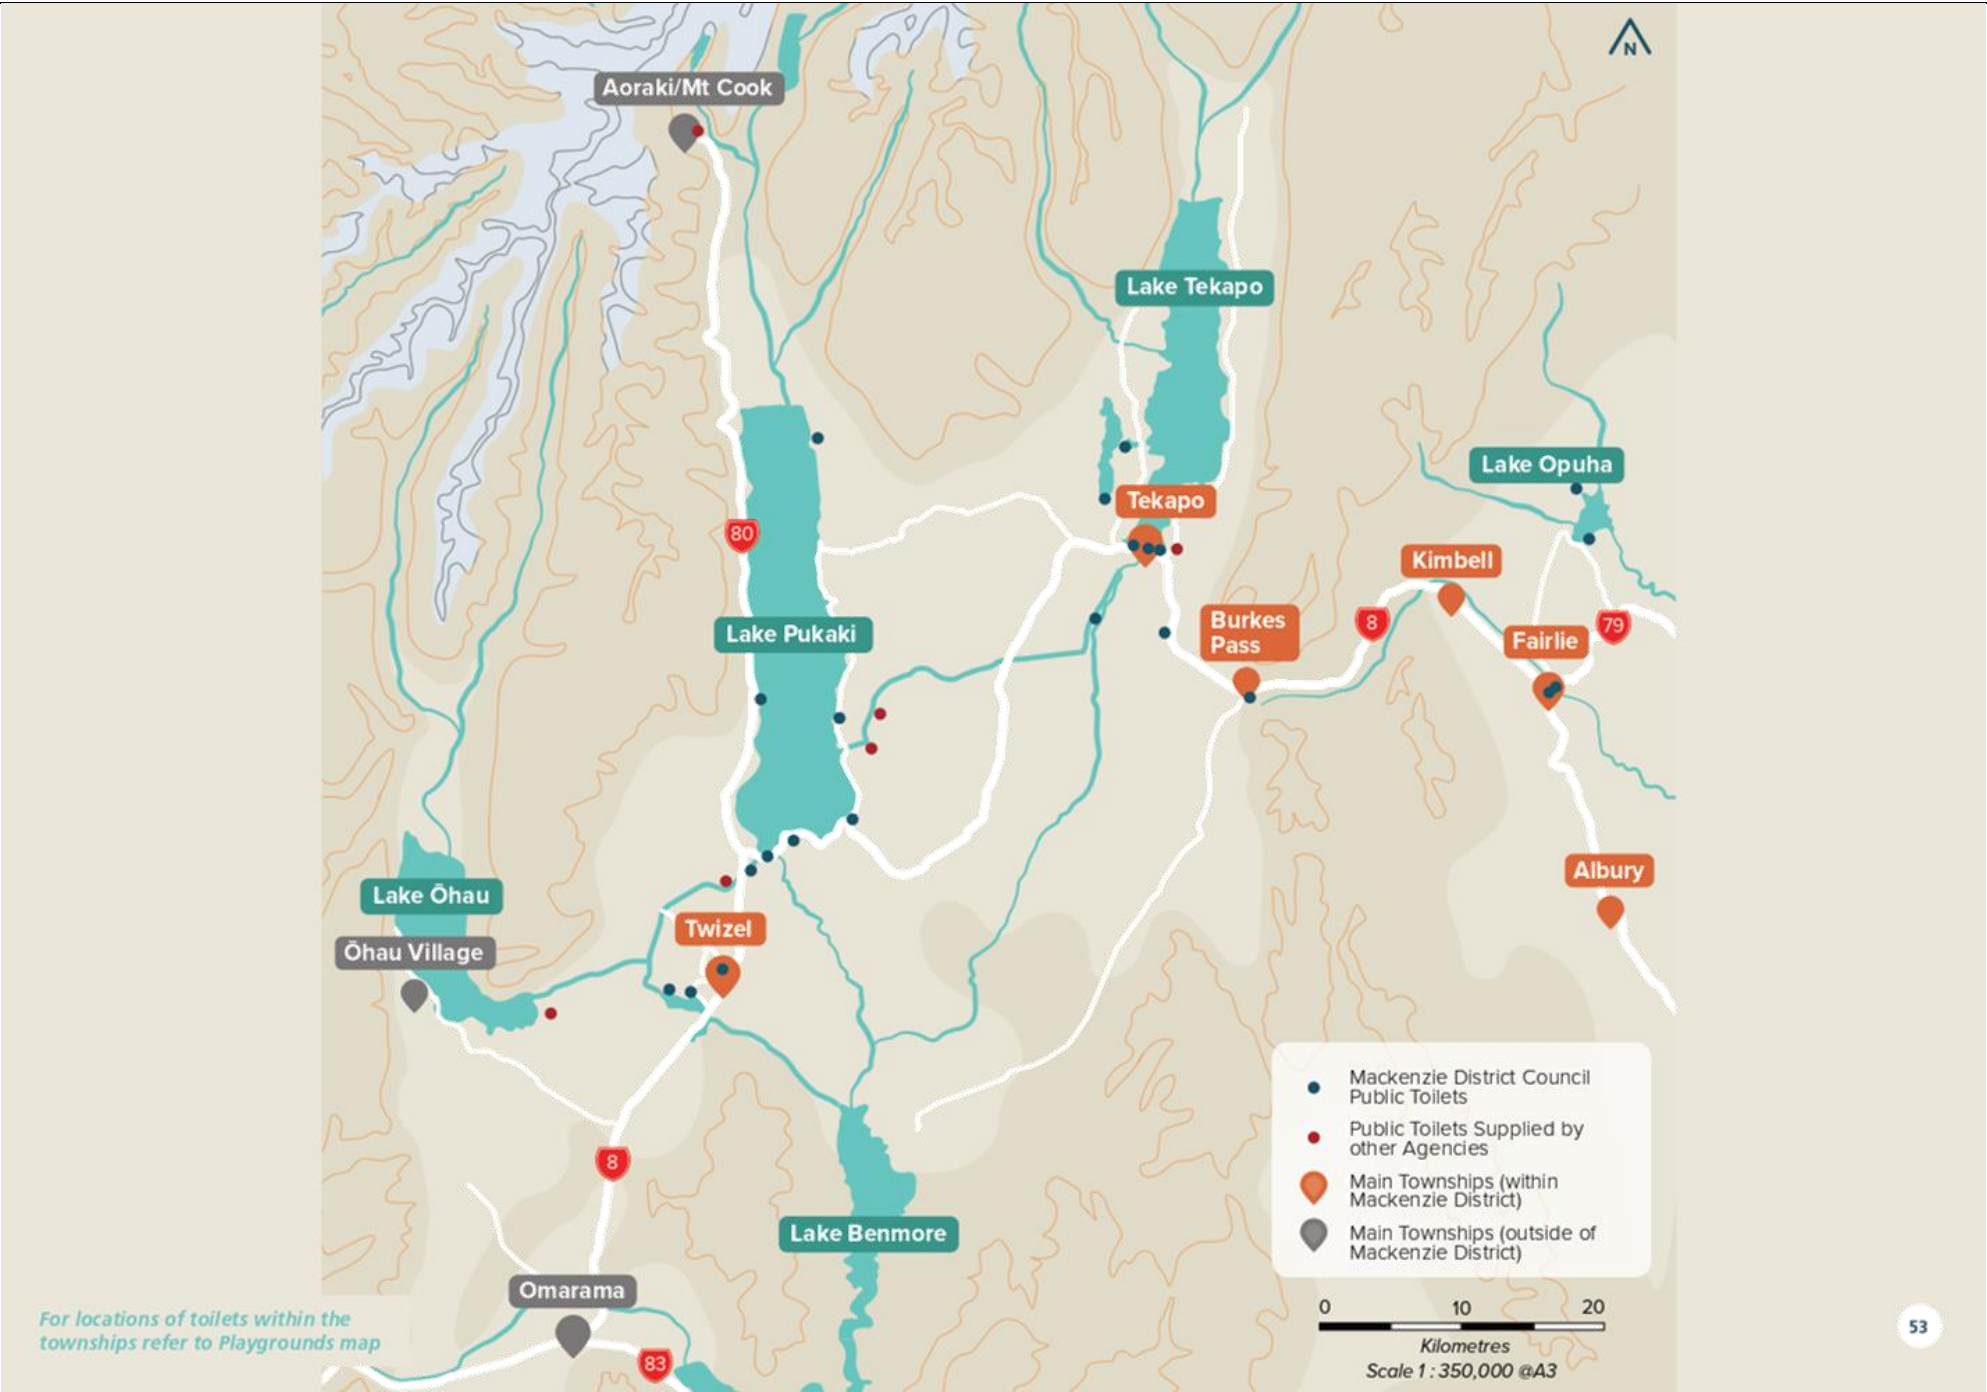 N
Aoraki/Mt Cook
Lake Tekapo
Lake Opuha
Tekapo
80
Kimbell
Burkes
Pass
8
79
Fairlie
Lake Pukaki
Albury
Lake Ōhau
Twizel
Ōhau Village
Mackenzie District Council
Public Toilets
Public Toilets Supplied by
other Agencies
Main Townships (within
Mackenzie District)
Main Townships (outside of
Mackenzie District)
8
Lake Benmore
Omarama
83
0 10 20
Kilometres
Scale 1 : 350,000 @A3
For locations of toilets within the
townships refer to Playgrounds map
53